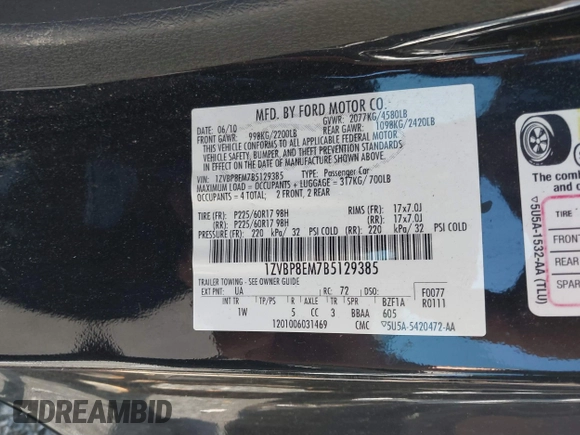 MFD. BY FORD MOTOR CO.
DATE: 06/10 GVWR: 2077KG/4580LB
FRONT GAWR: 998KG/2200LB REAR GAWR: 1098KG/2420LB
THIS VEHICLE CONFORMS TO ALL APPLICABLE FEDERAL MOTOR VEHICLE
SAFETY, BUMPER, AND THEFT PREVENTION STANDARDS IN
EFFECT ON THE DATE OF MANUFACTURE SHOWN ABOVE.
VIN: 1ZVBP8EM7B5129385 TYPE: Passenger Car
MAXIMUM LOAD = OCCUPANTS + LUGGAGE = 317KG/700LB
OCCUPANTS = 4 TOTAL; 2 FRONT, 2 REAR
TIRE (FR): P225/60R17 98H RIMS (FR): 17x7.0J
(RR): P225/60R17 98H (RR): 17x7.0J
PRESSURE (FR): 220 kPa/ 32 PSI COLD (RR): 220 kPa/ 32 PSI COLD
1ZVBP8EM7B5129385
TRAILER TOWING - SEE OWNER GUIDE
EXT PNT: UA RC: 72 DSO: F0077
INT TR TP/PS R AXLE TR SPR BZF1A R0111
1W 5 CC 3 BBAA 605
1201006031469 CMC 5U5A-5420472-AA
The comb
and c
TIRE
FRONT
REAR
SPAR
5U5A-1532-AA (TLU)
DREAMBID